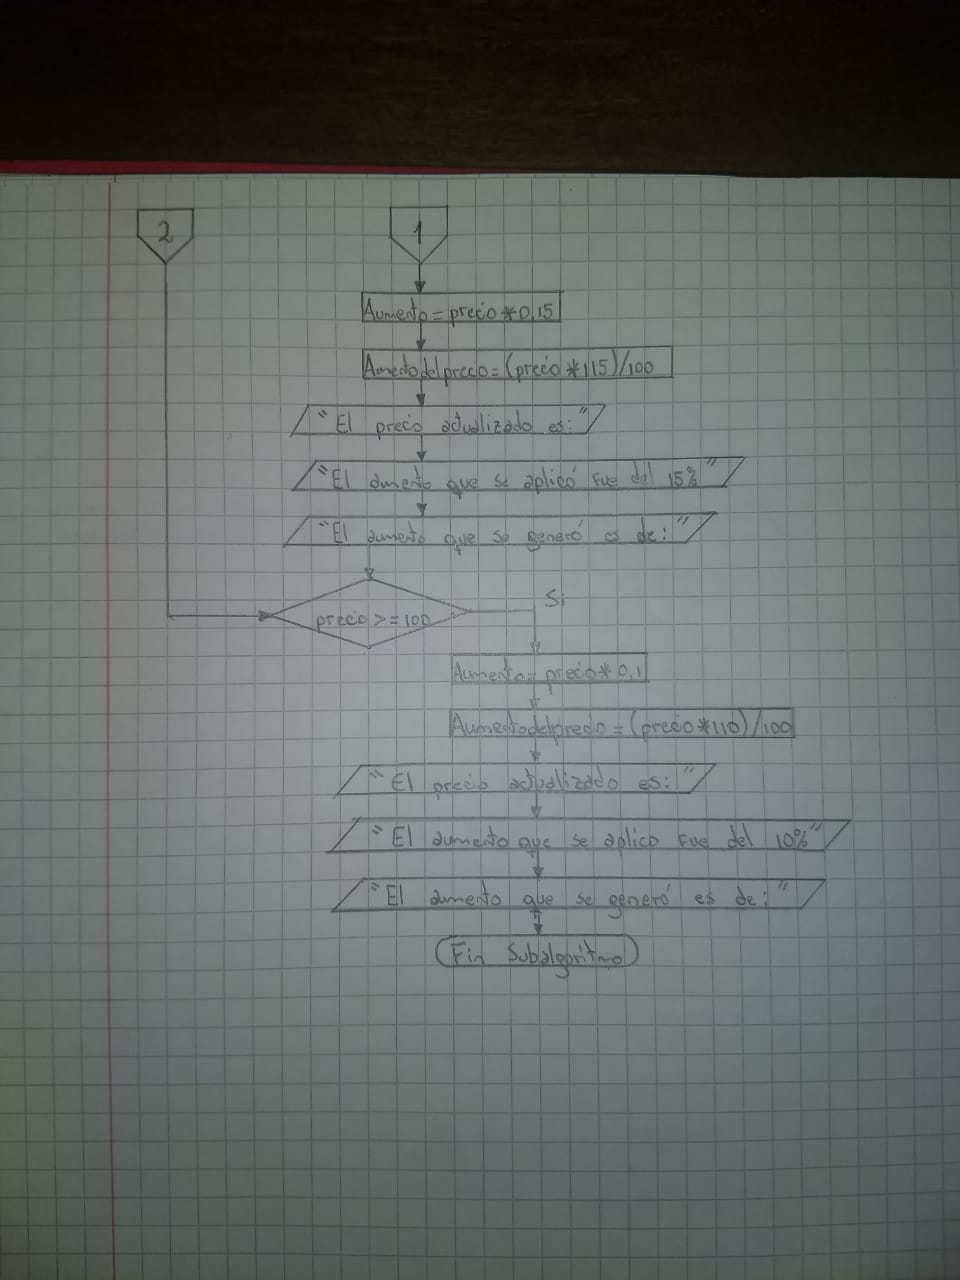 2
1
Aumento = precio * 0,15
Aumentodelprecio = (precio * 115)/100
"El precio actualizado es:"
"El aumento que se aplicó fue del 15%"
"El aumento que se generó es de:"
Si
precio >= 100
Aumento = precio * 0,1
Aumentodelprecio = (precio * 110)/100
"El precio actualizado es: "
"El aumento que se aplico fue del 10%"
"El aumento que se generó es de:"
Fin Subalgoritmo